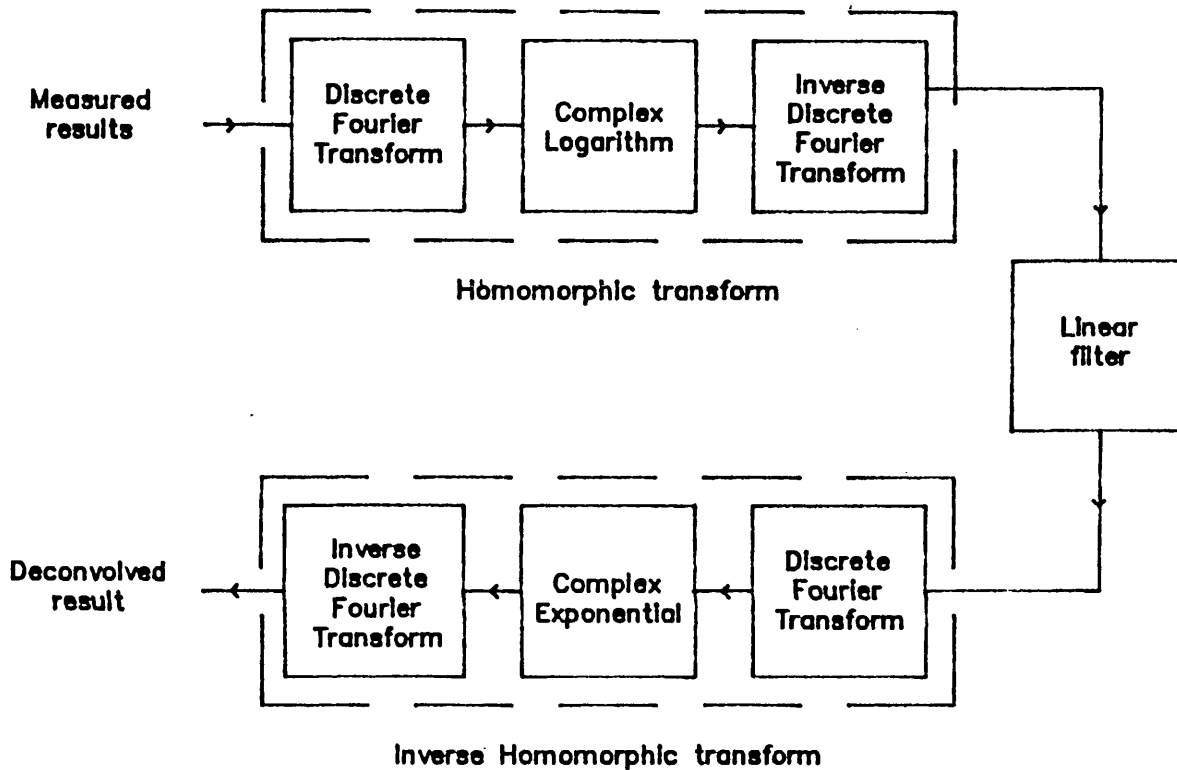 Measured
results
Discrete
Fourier
Transform
Complex
Logarithm
Inverse
Discrete
Fourier
Transform
Homomorphic transform
Linear
filter
Deconvolved
result
Inverse
Discrete
Fourier
Transform
Complex
Exponential
Discrete
Fourier
Transform
Inverse Homomorphic transform